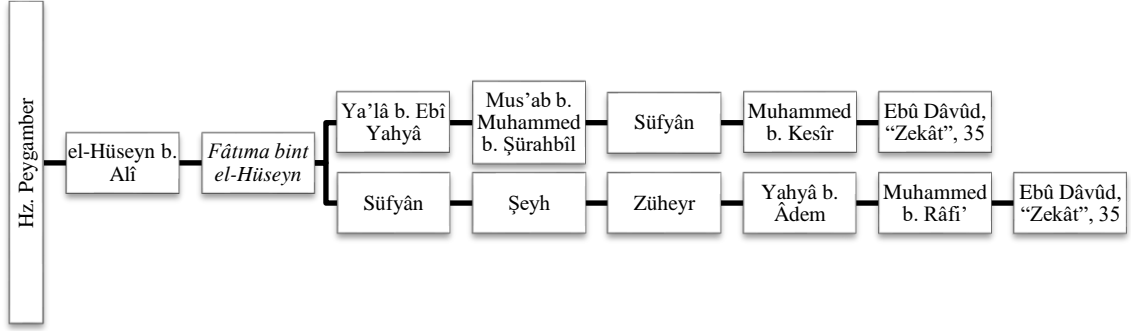 Hz. Peygamber
el-Hüseyn b.
Alî
Fâtıma bint
el-Hüseyn
Ya’lâ b. Ebî
Yahyâ
Mus’ab b.
Muhammed
b. Şürahbîl
Süfyân
Muhammed
b. Kesîr
Ebû Dâvûd,
“Zekât”, 35
Süfyân
Şeyh
Züheyr
Yahyâ b.
Âdem
Muhammed
b. Râfi’
Ebû Dâvûd,
“Zekât”, 35